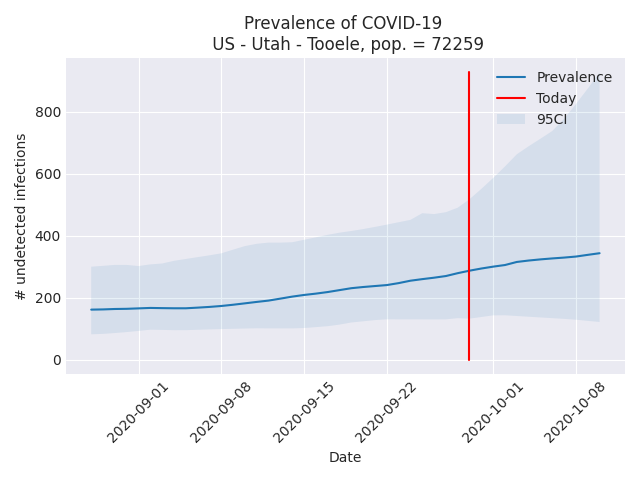 Prevalence of COVID-19
US - Utah - Tooele, pop. = 72259
Prevalence
Today
95CI
# undetected infections
800
600
400
200
0
2020-09-01
2020-09-08
2020-09-15
2020-09-22
2020-10-01
2020-10-08
Date